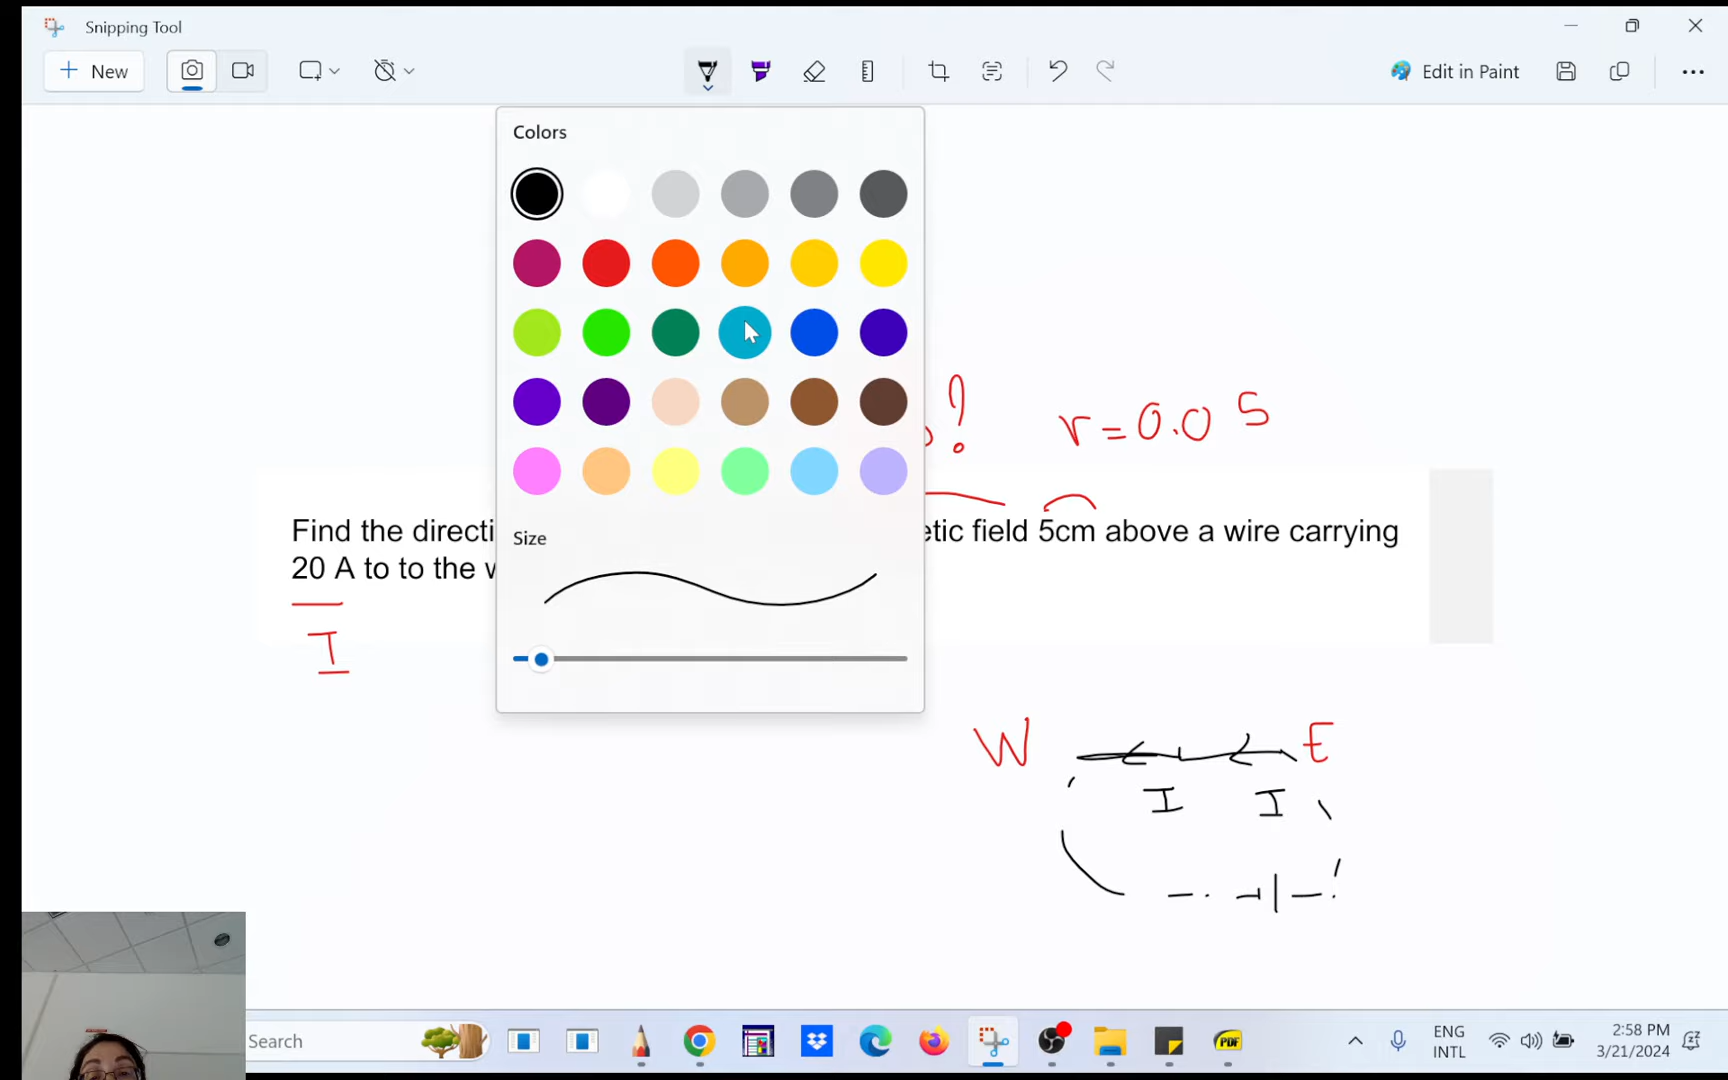 Snipping Tool
New
Edit in Paint
Colors
! r = 0.05
Find the directi
etic field 5cm above a wire carrying
20 A to to the
Size
I
W E
I I
Search
ENG
INTL
2:58 PM
3/21/2024
PDF